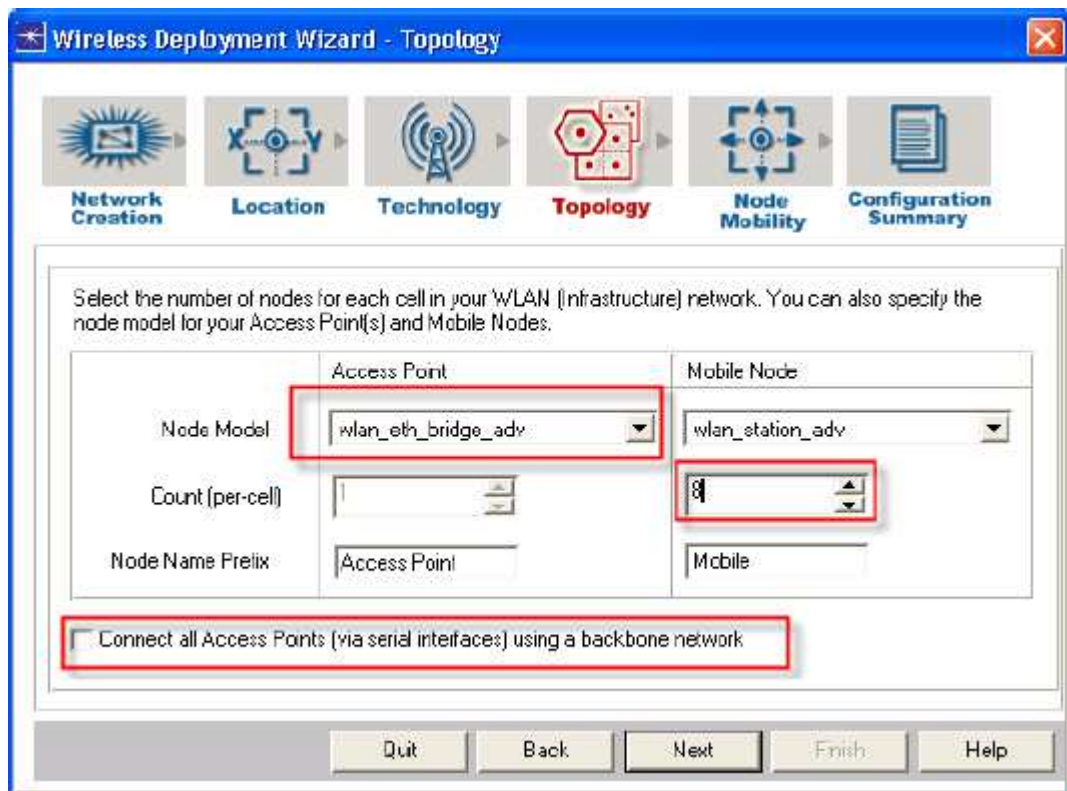 Wireless Deployment Wizard - Topology
X Y
Network Creation
Location
Technology
Topology
Node Mobility
Configuration Summary
Select the number of nodes for each cell in your WLAN (Infrastructure) network. You can also specify the
node model for your Access Point(s) and Mobile Nodes.
Access Point Mobile Node
Node Model wlan_eth_bridge_adv wlan_station_adv
Count (per-cell) 1 8
Node Name Prefix Access Point Mobile
Connect all Access Points (via serial interfaces) using a backbone network
Quit Back Next Finish Help